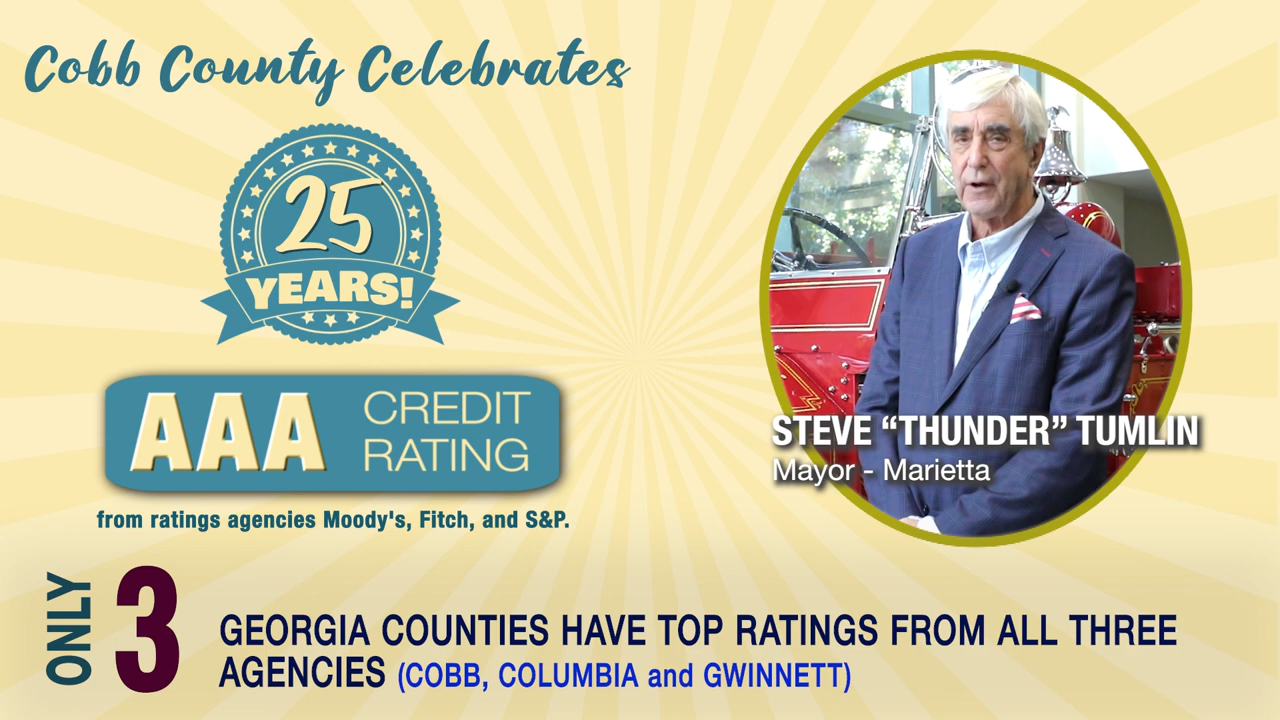 Cobb County Celebrates
25
YEARS!
AAA CREDIT
RATING
from ratings agencies Moody's, Fitch, and S&P.
STEVE “THUNDER” TUMLIN
Mayor - Marietta
ONLY
3
GEORGIA COUNTIES HAVE TOP RATINGS FROM ALL THREE
AGENCIES (COBB, COLUMBIA and GWINNETT)